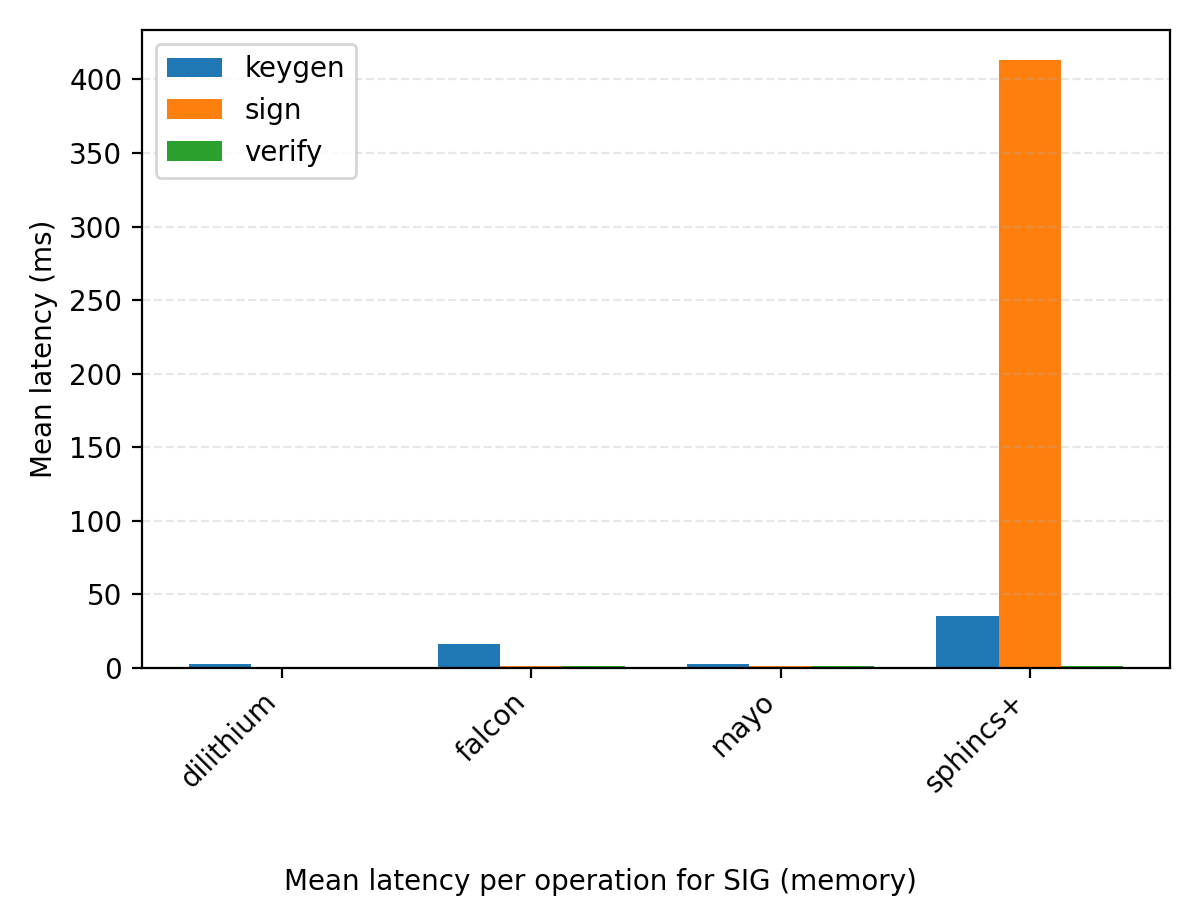 keygen
sign
verify
Mean latency (ms)
400
350
300
250
200
150
100
50
0
dilithium
falcon
mayo
sphincs+
Mean latency per operation for SIG (memory)